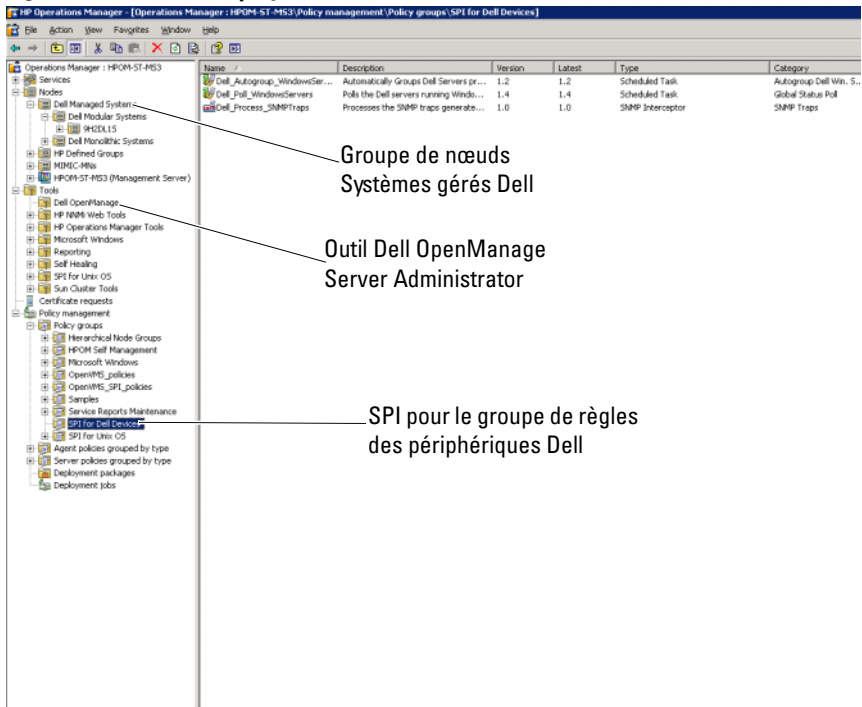 HP Operations Manager - [Operations Manager : HPOM-ST-MS3\Policy management\Policy groups\SPI for Dell Devices]
File Action View Favorites Window Help
Operations Manager : HPOM-ST-MS3
Services
Nodes
Dell Managed Systems
Dell Modular Systems
9H2DL15
Dell Monolithic Systems
HP Defined Groups
MIMIC-MNs
HPOM-ST-MS3 (Management Server)
Tools
Dell OpenManage
HP NNMi Web Tools
HP Operations Manager Tools
Microsoft Windows
Reporting
Self Healing
SPI for Unix OS
Sun Cluster Tools
Certificate requests
Policy management
Policy groups
Hierarchical Node Groups
HPOM Self Management
Microsoft Windows
OpenVMS_policies
OpenVMS_SPI_policies
Samples
Service Reports Maintenance
SPI for Dell Devices
SPI for Unix OS
Agent policies grouped by type
Server policies grouped by type
Deployment packages
Deployment jobs
Name Description Version Latest Type Category
Dell_Autogroup_WindowsSer... Automatically Groups Dell Servers pr... 1.2 1.2 Scheduled Task Autogroup Dell Win. S...
Dell_Poll_WindowsServers Polls the Dell servers running Windo... 1.4 1.4 Scheduled Task Global Status Poll
Dell_Process_SNMPTraps Processes the SNMP traps generate... 1.0 1.0 SNMP Interceptor SNMP Traps
Groupe de nœuds
Systèmes gérés Dell
Outil Dell OpenManage
Server Administrator
SPI pour le groupe de règles
des périphériques Dell